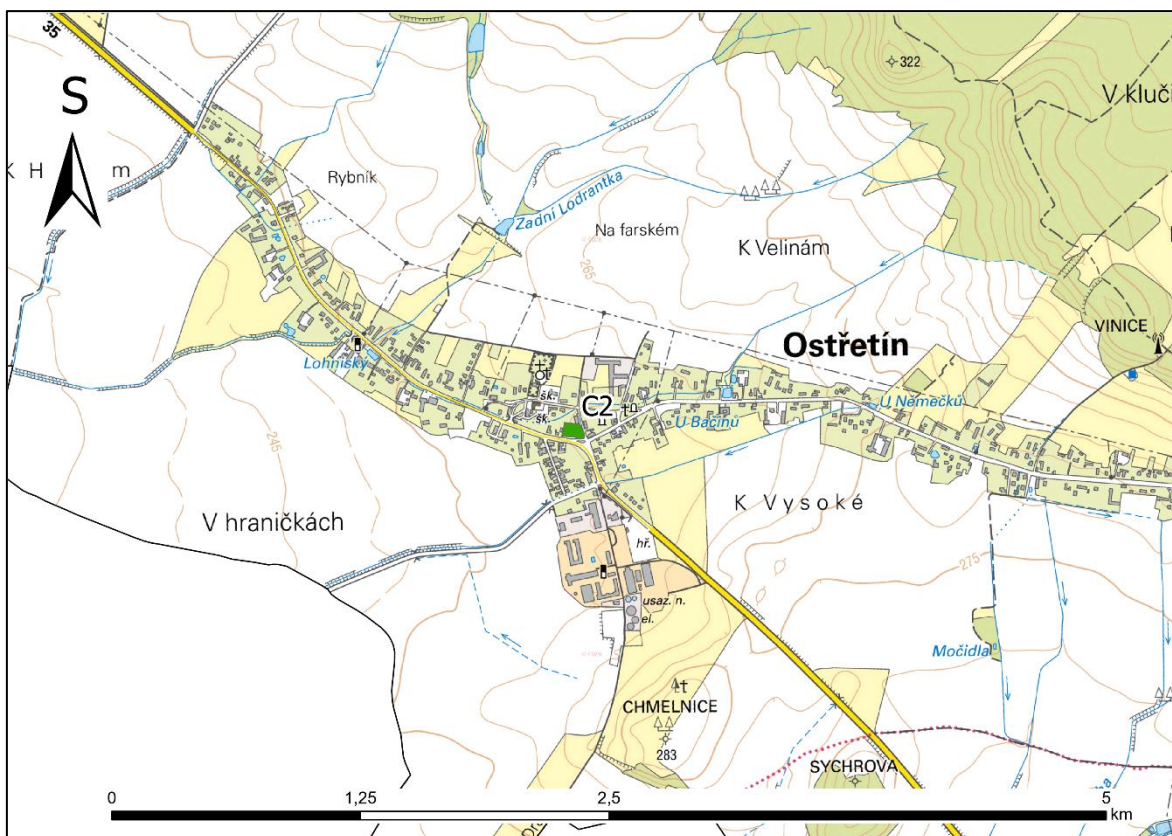 35
322
V kluči
S
K H m
Rybník
Zadní Lodrantka
Na farském
K Velinám
265
VINICE
Ostřetín
Lohnisky
šk.
C2
šk.
U Bačinů
U Němečků
245
V hraničkách
K Vysoké
hř.
275
usaz. n.
el.
Močidla
CHMELNICE
283
SYCHROVA
0
1,25
2,5
5
km